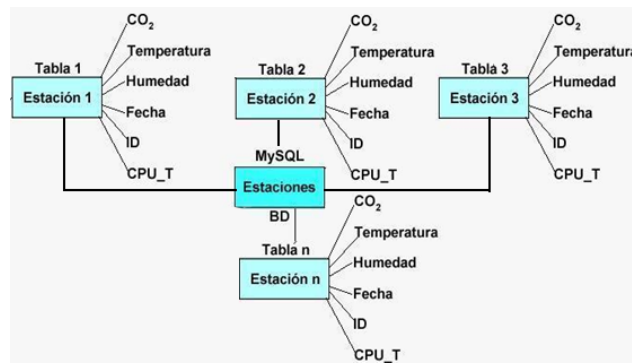 Tabla 1
Estación 1
CO₂
Temperatura
Humedad
Fecha
ID
CPU_T
Tabla 2
Estación 2
CO₂
Temperatura
Humedad
Fecha
ID
CPU_T
Tabla 3
Estación 3
CO₂
Temperatura
Humedad
Fecha
ID
CPU_T
MySQL
Estaciones
BD
Tabla n
Estación n
CO₂
Temperatura
Humedad
Fecha
ID
CPU_T